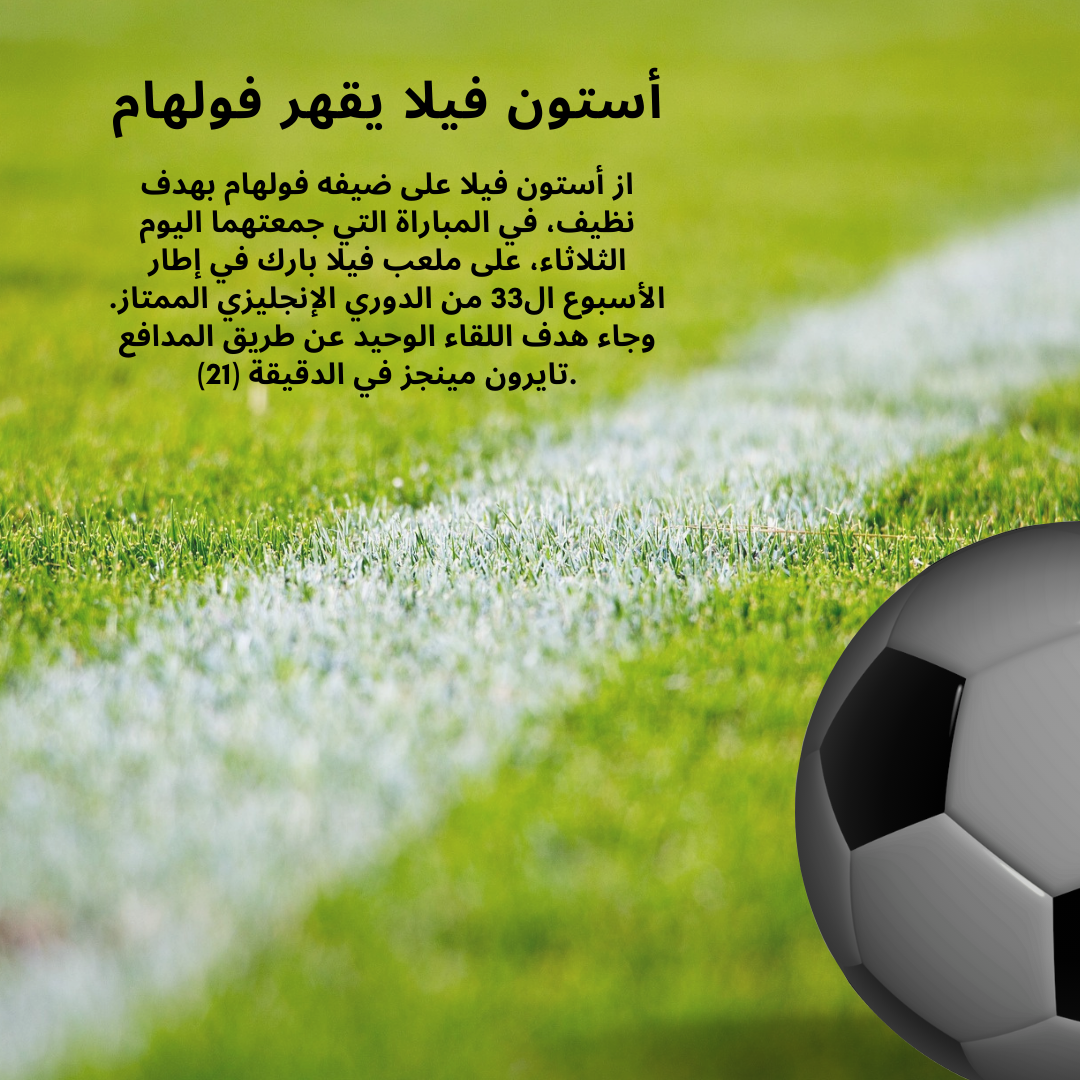 أستون فيلا يقهر فولهام
از أستون فيلا على ضيفه فولهام بهدف
نظيف، في المباراة التي جمعتهما اليوم
الثلاثاء، على ملعب فيلا بارك في إطار
الأسبوع ال33 من الدوري الإنجليزي الممتاز.
وجاء هدف اللقاء الوحيد عن طريق المدافع
.تايرون مينجز في الدقيقة (21)